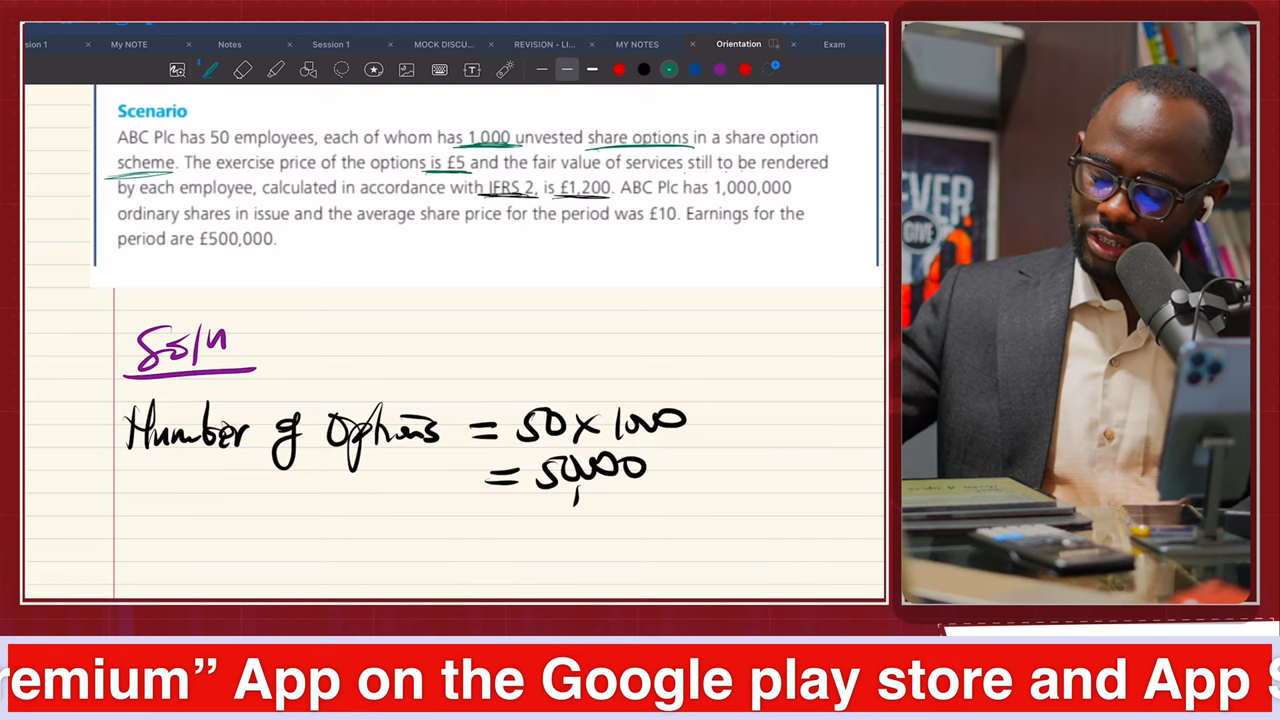 sion 1 × My NOTE × Notes × Session 1 × MOCK DISCU... × REVISION - LI... × MY NOTES × Orientation × Exam
Scenario
ABC Plc has 50 employees, each of whom has 1,000 unvested share options in a share option
scheme. The exercise price of the options is £5 and the fair value of services still to be rendered
by each employee, calculated in accordance with IFRS 2, is £1,200. ABC Plc has 1,000,000
ordinary shares in issue and the average share price for the period was £10. Earnings for the
period are £500,000.
Soln
Number of Options = 50 × 1000
= 50,000
EVER
GIVE
remium” App on the Google play store and App S